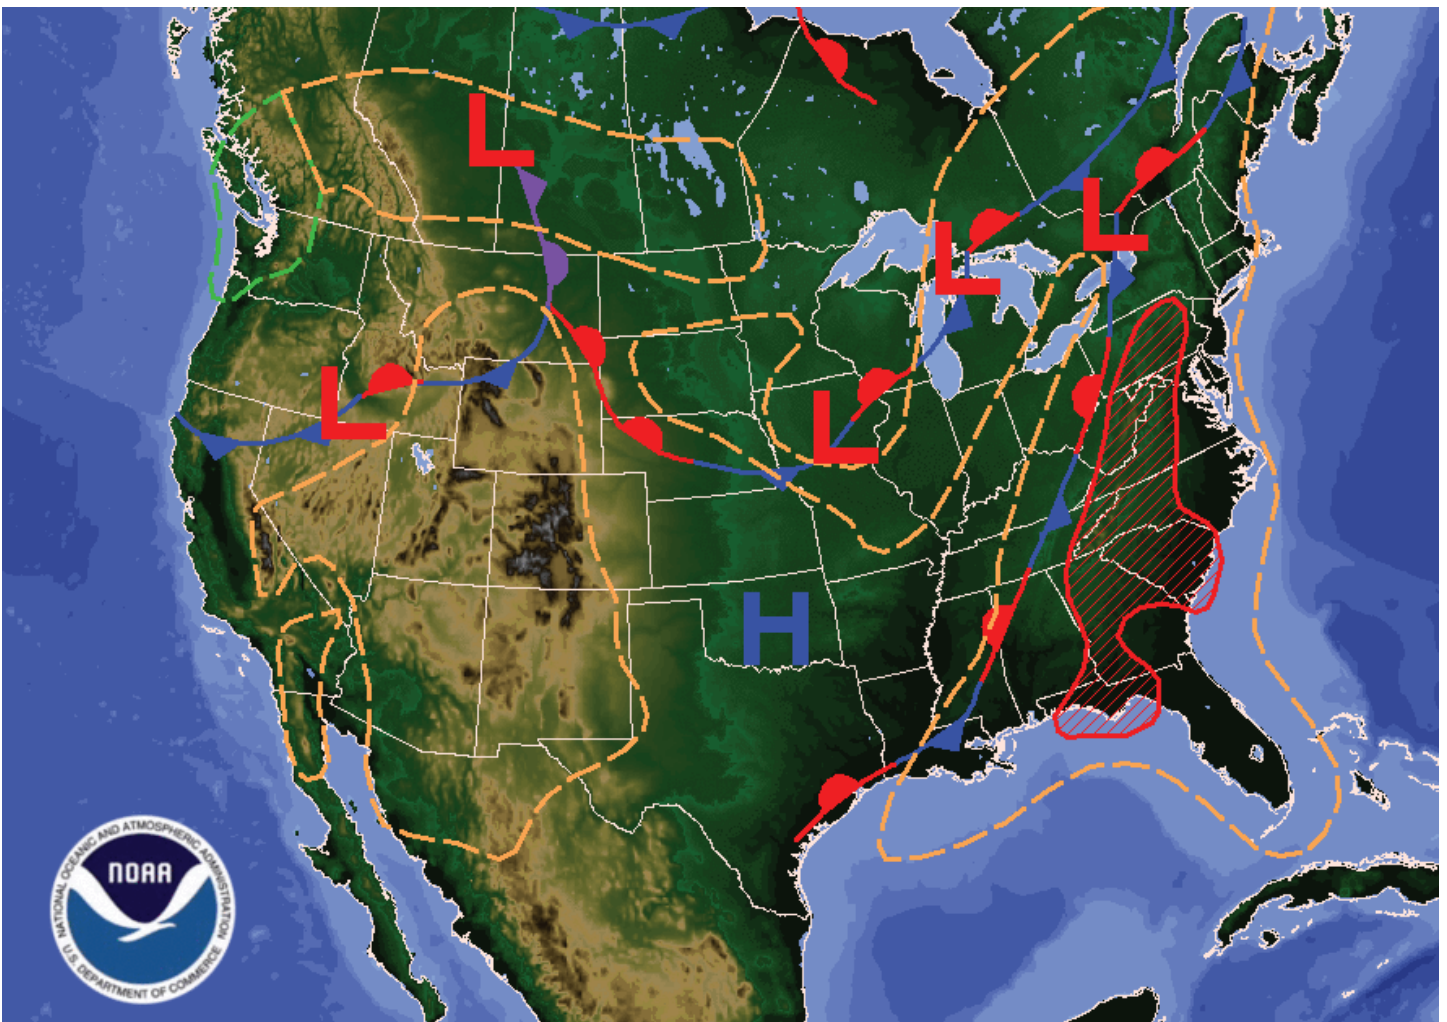 L
L
L
L
L
H
NOAA
NATIONAL OCEANIC AND ATMOSPHERIC ADMINISTRATION
U.S. DEPARTMENT OF COMMERCE